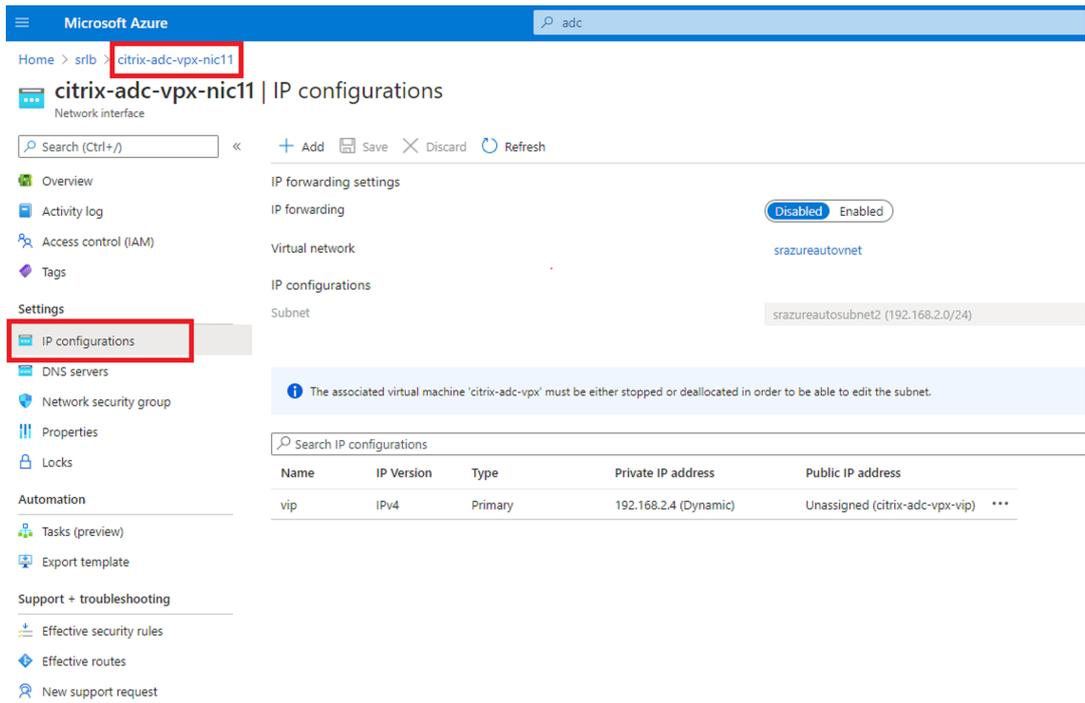 Microsoft Azure
adc
Home > srlb > citrix-adc-vpx-nic11
citrix-adc-vpx-nic11 | IP configurations
Network interface
Search (Ctrl+/)
«
Add Save Discard Refresh
Overview
Activity log
Access control (IAM)
Tags
Settings
IP configurations
DNS servers
Network security group
Properties
Locks
Automation
Tasks (preview)
Export template
Support + troubleshooting
Effective security rules
Effective routes
New support request
IP forwarding settings
IP forwarding Disabled Enabled
Virtual network srazureautovnet
IP configurations
Subnet srazureautosubnet2 (192.168.2.0/24)
The associated virtual machine 'citrix-adc-vpx' must be either stopped or deallocated in order to be able to edit the subnet.
Search IP configurations
Name IP Version Type Private IP address Public IP address
vip IPv4 Primary 192.168.2.4 (Dynamic) Unassigned (citrix-adc-vpx-vip) •••